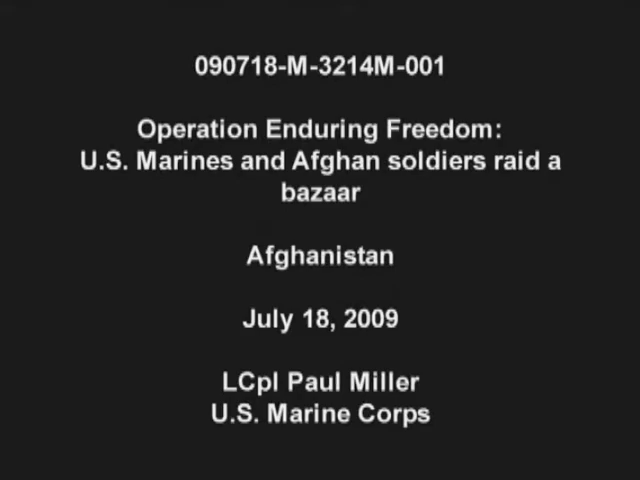 090718-M-3214M-001
Operation Enduring Freedom:
U.S. Marines and Afghan soldiers raid a
bazaar
Afghanistan
July 18, 2009
LCpl Paul Miller
U.S. Marine Corps